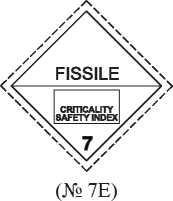 FISSILE
CRITICALITY
SAFETY INDEX
7
(№ 7E)